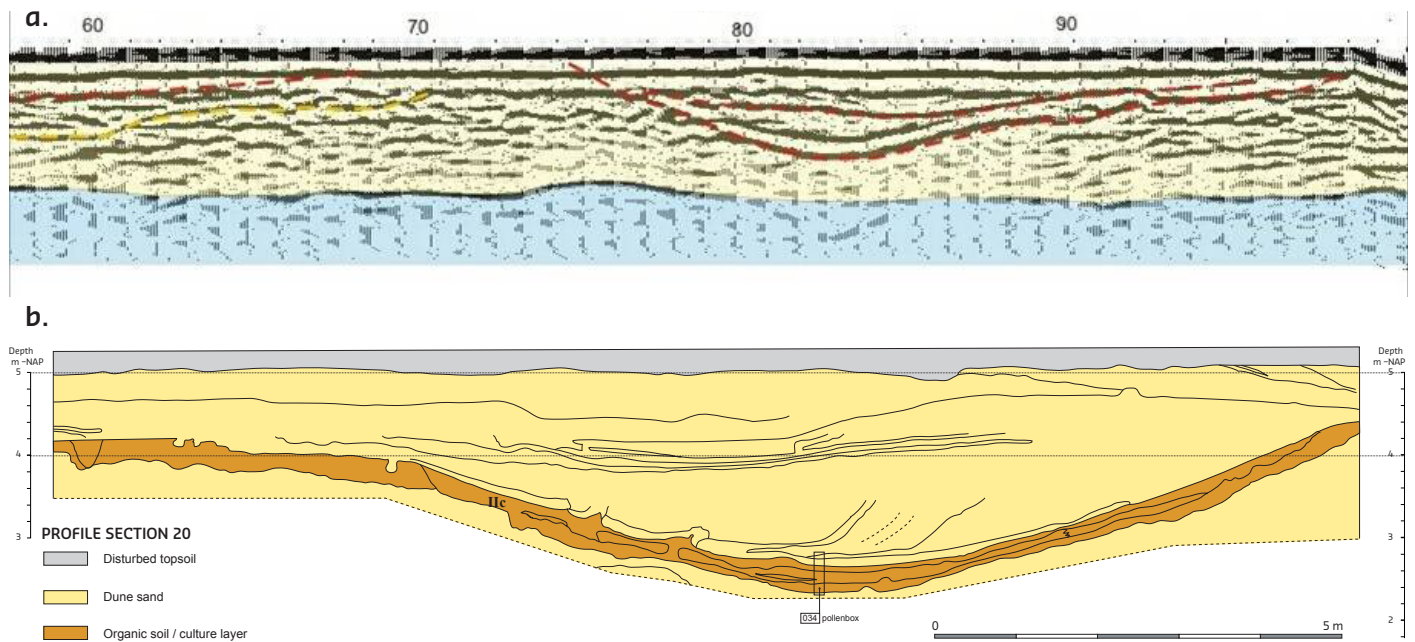 a.
60 70 80 90
b.
Depth
m -NAP
Depth
m -NAP
5
5
4
4
3
3
2
IIc
PROFILE SECTION 20
Disturbed topsoil
Dune sand
Organic soil / culture layer
034 pollenbox
0 5 m